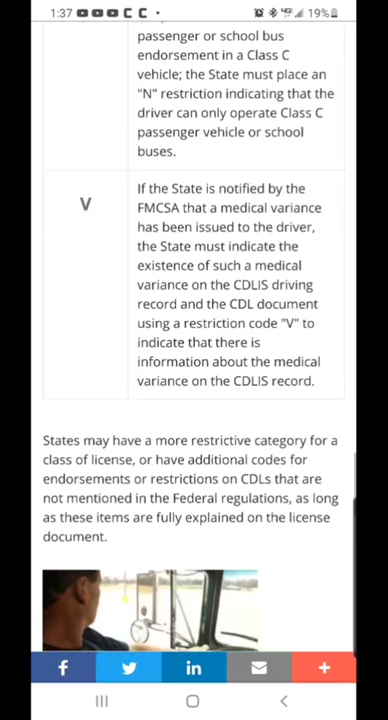 1:37
19%
passenger or school bus
endorsement in a Class C
vehicle; the State must place an
"N" restriction indicating that the
driver can only operate Class C
passenger vehicle or school
buses.
V
If the State is notified by the
FMCSA that a medical variance
has been issued to the driver,
the State must indicate the
existence of such a medical
variance on the CDLIS driving
record and the CDL document
using a restriction code "V" to
indicate that there is
information about the medical
variance on the CDLIS record.
States may have a more restrictive category for a
class of license, or have additional codes for
endorsements or restrictions on CDLs that are
not mentioned in the Federal regulations, as long
as these items are fully explained on the license
document.
f
in
+